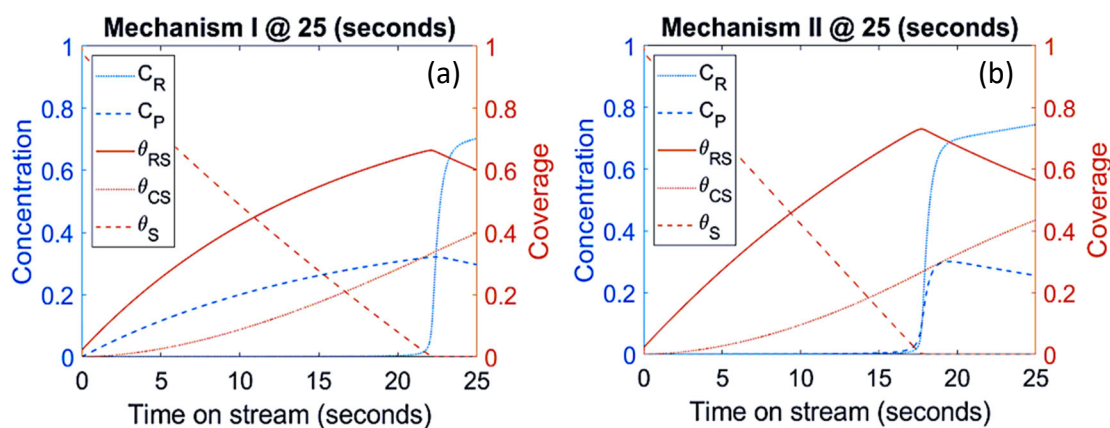 Mechanism I @ 25 (seconds)
(a)
Concentration
1
0.8
0.6
0.4
0.2
0
C_R
C_P
θ_RS
θ_CS
θ_S
1
0.8
0.6
0.4
0.2
0
Coverage
0 5 10 15 20 25
Time on stream (seconds)
Mechanism II @ 25 (seconds)
(b)
Concentration
1
0.8
0.6
0.4
0.2
0
C_R
C_P
θ_RS
θ_CS
θ_S
1
0.8
0.6
0.4
0.2
0
Coverage
0 5 10 15 20 25
Time on stream (seconds)